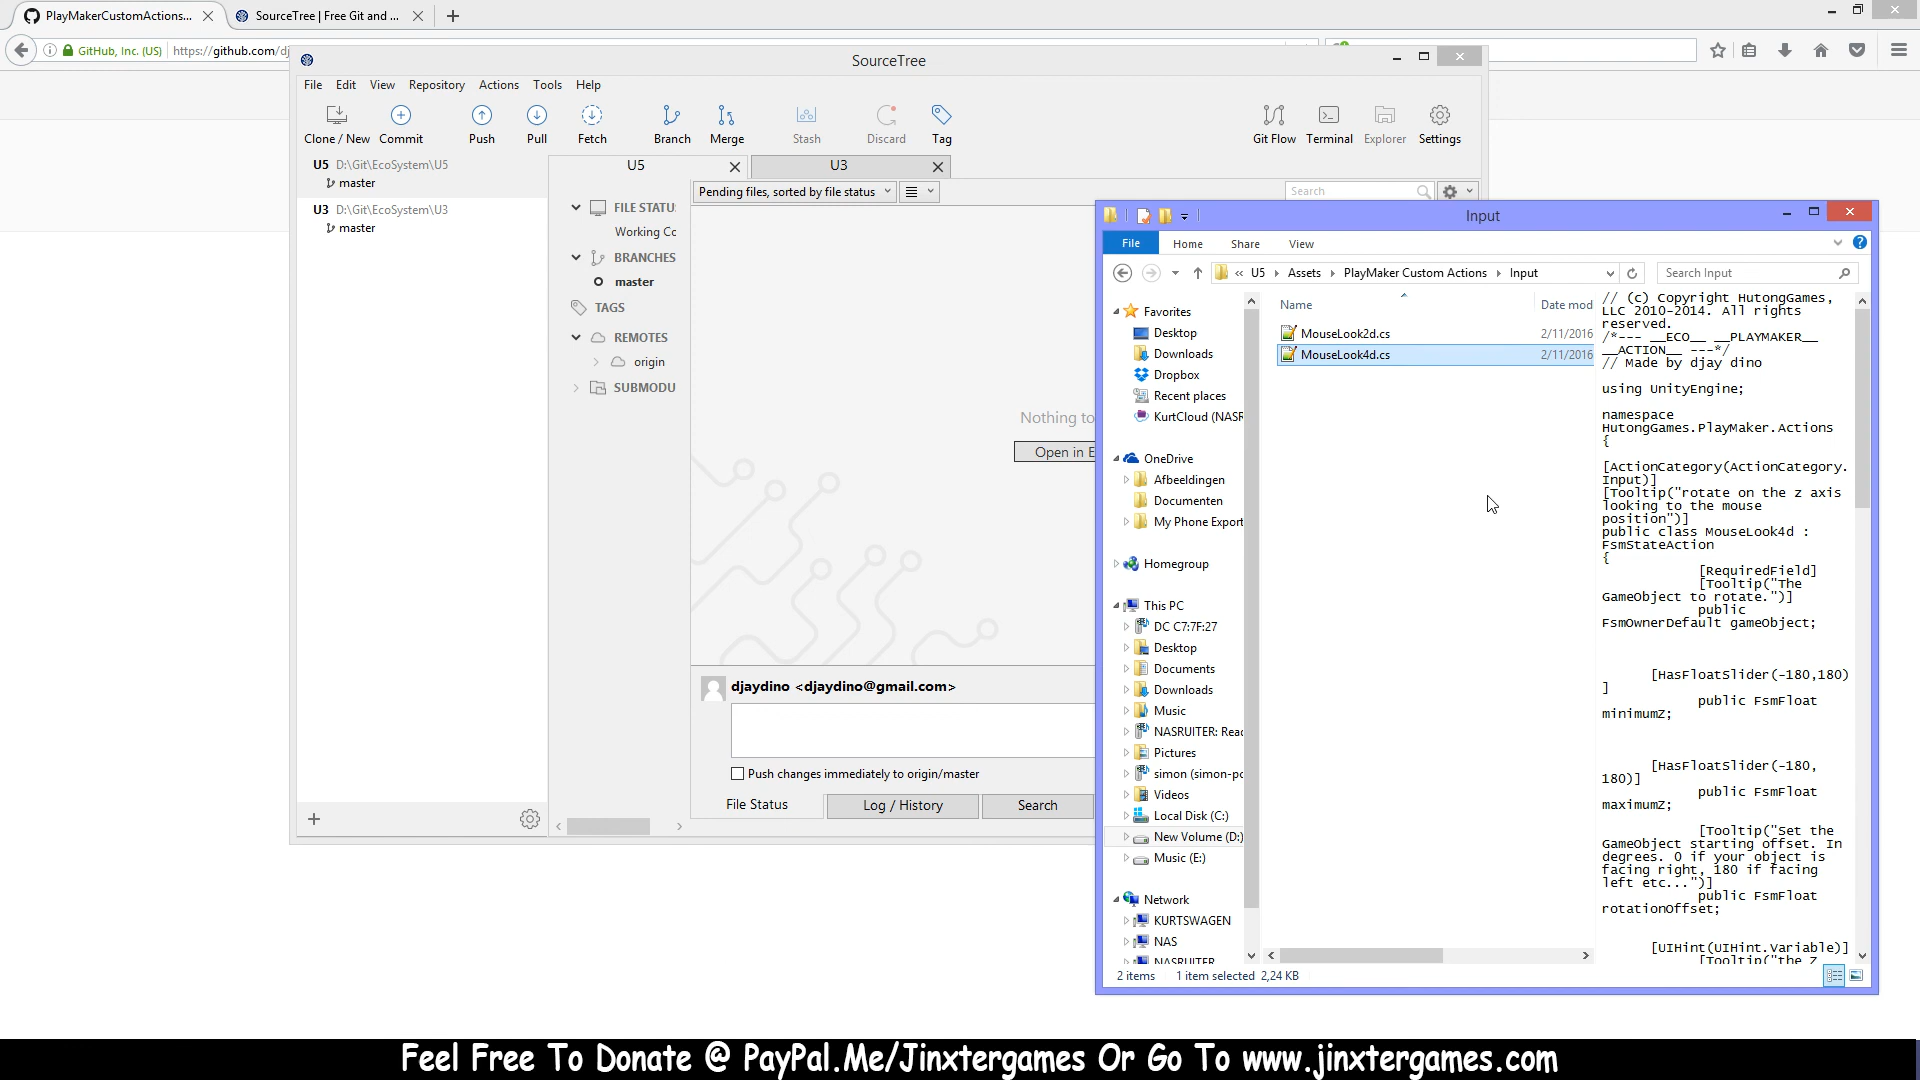 PlayMakerCustomActions...
SourceTree | Free Git and ...
GitHub, Inc. (US)
https://github.com/dj
SourceTree
File Edit View Repository Actions Tools Help
Clone / New Commit Push Pull Fetch Branch Merge Stash Discard Tag Git Flow Terminal Explorer Settings
U5 D:\Git\EcoSystem\U5
master
U3 D:\Git\EcoSystem\U3
master
U5
U3
Pending files, sorted by file status
Search
FILE STATU
Working Co
BRANCHES
master
TAGS
REMOTES
origin
SUBMODU
Nothing to
Open in E
djaydino <djaydino@gmail.com>
Push changes immediately to origin/master
File Status
Log / History
Search
Input
File Home Share View
« U5 Assets PlayMaker Custom Actions Input
Search Input
Favorites
Desktop
Downloads
Dropbox
Recent places
KurtCloud (NASR
OneDrive
Afbeeldingen
Documenten
My Phone Export
Homegroup
This PC
DC C7:7F:27
Desktop
Documents
Downloads
Music
NASRUITER: Read
Pictures
simon (simon-pc
Videos
Local Disk (C:)
New Volume (D:)
Music (E:)
Network
KURTSWAGEN
NAS
NASRUITER
Name Date mod
MouseLook2d.cs 2/11/2016
MouseLook4d.cs 2/11/2016
// (c) Copyright HutongGames,
LLC 2010-2014. All rights
reserved.
/*--- __ECO__ __PLAYMAKER__
__ACTION__ ---*/
// Made by djay dino
using UnityEngine;
namespace
HutongGames.PlayMaker.Actions
{
[ActionCategory(ActionCategory.
Input)]
[Tooltip("rotate on the z axis
looking to the mouse
position")]
public class MouseLook4d :
FsmStateAction
{
[RequiredField]
[Tooltip("The
GameObject to rotate.")]
public
FsmOwnerDefault gameObject;
[HasFloatSlider(-180,180)
]
public FsmFloat
minimumZ;
[HasFloatSlider(-180,
180)]
public FsmFloat
maximumZ;
[Tooltip("Set the
GameObject starting offset. In
degrees. 0 if your object is
facing right, 180 if facing
left etc...")]
public FsmFloat
rotationOffset;
[UIHint(UIHint.Variable)]
[Tooltip("the Z
2 items 1 item selected 2,24 KB
Feel Free To Donate @ PayPal.Me/Jinxtergames Or Go To www.jinxtergames.com